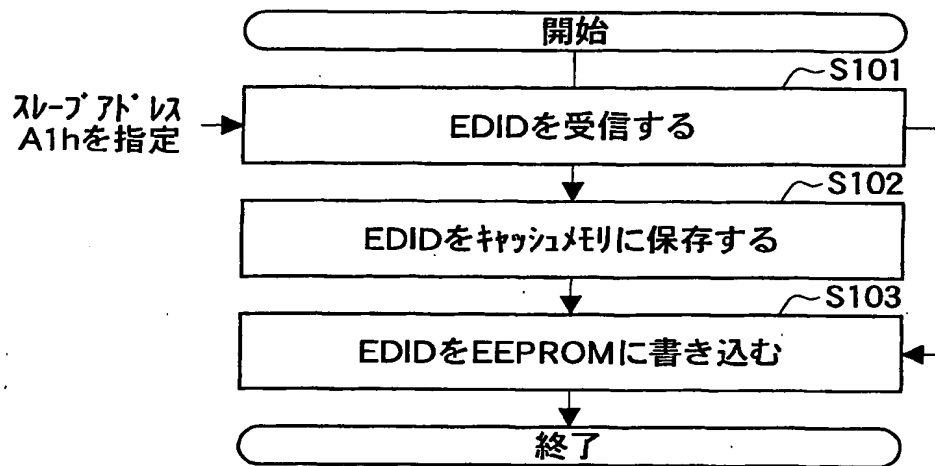 開始
S101
スレーブアドレス
A1hを指定
EDIDを受信する
S102
EDIDをキャッシュメモリに保存する
S103
EDIDをEEPROMに書き込む
終了